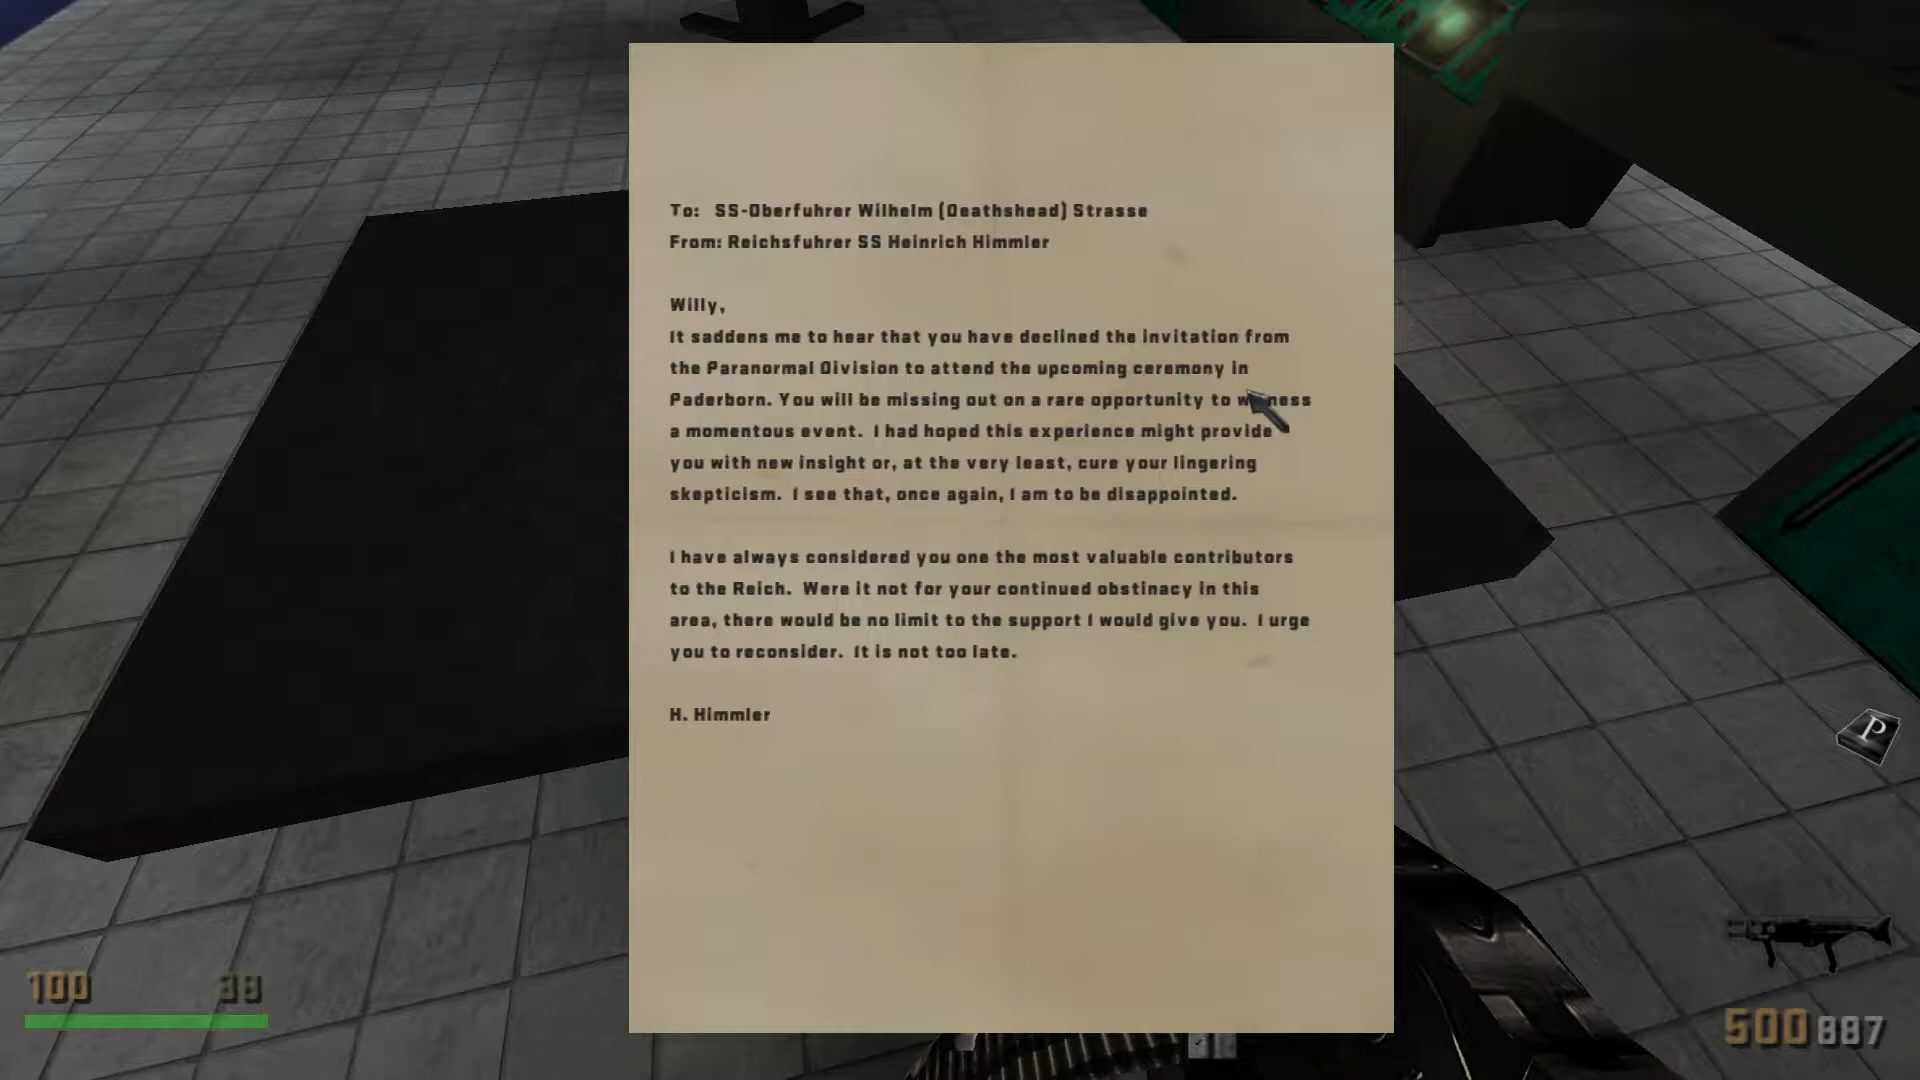 To: SS-Oberfuhrer Wilhelm (Deathshead) Strasse
From: Reichsfuhrer SS Heinrich Himmler
Willy,
It saddens me to hear that you have declined the invitation from
the Paranormal Division to attend the upcoming ceremony in
Paderborn. You will be missing out on a rare opportunity to
a momentous event. I had hoped this experience might provide
you with new insight or, at the very least, cure your lingering
skepticism. I see that, once again, I am to be disappointed.
I have always considered you one the most valuable contributors
to the Reich. Were it not for your continued obstinacy in this
area, there would be no limit to the support I would give you. I urge
you to reconsider. It is not too late.
H. Himmler
P
100
500 887